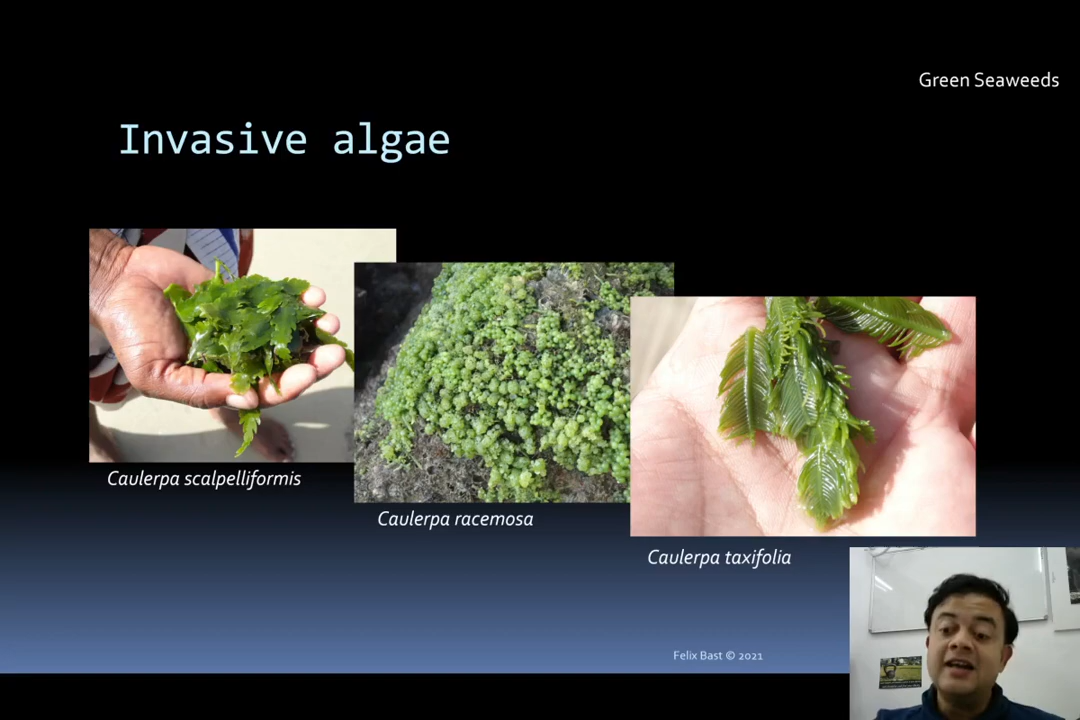 Green Seaweeds
Invasive algae
Caulerpa scalpelliformis
Caulerpa racemosa
Caulerpa taxifolia
Felix Bast © 2021